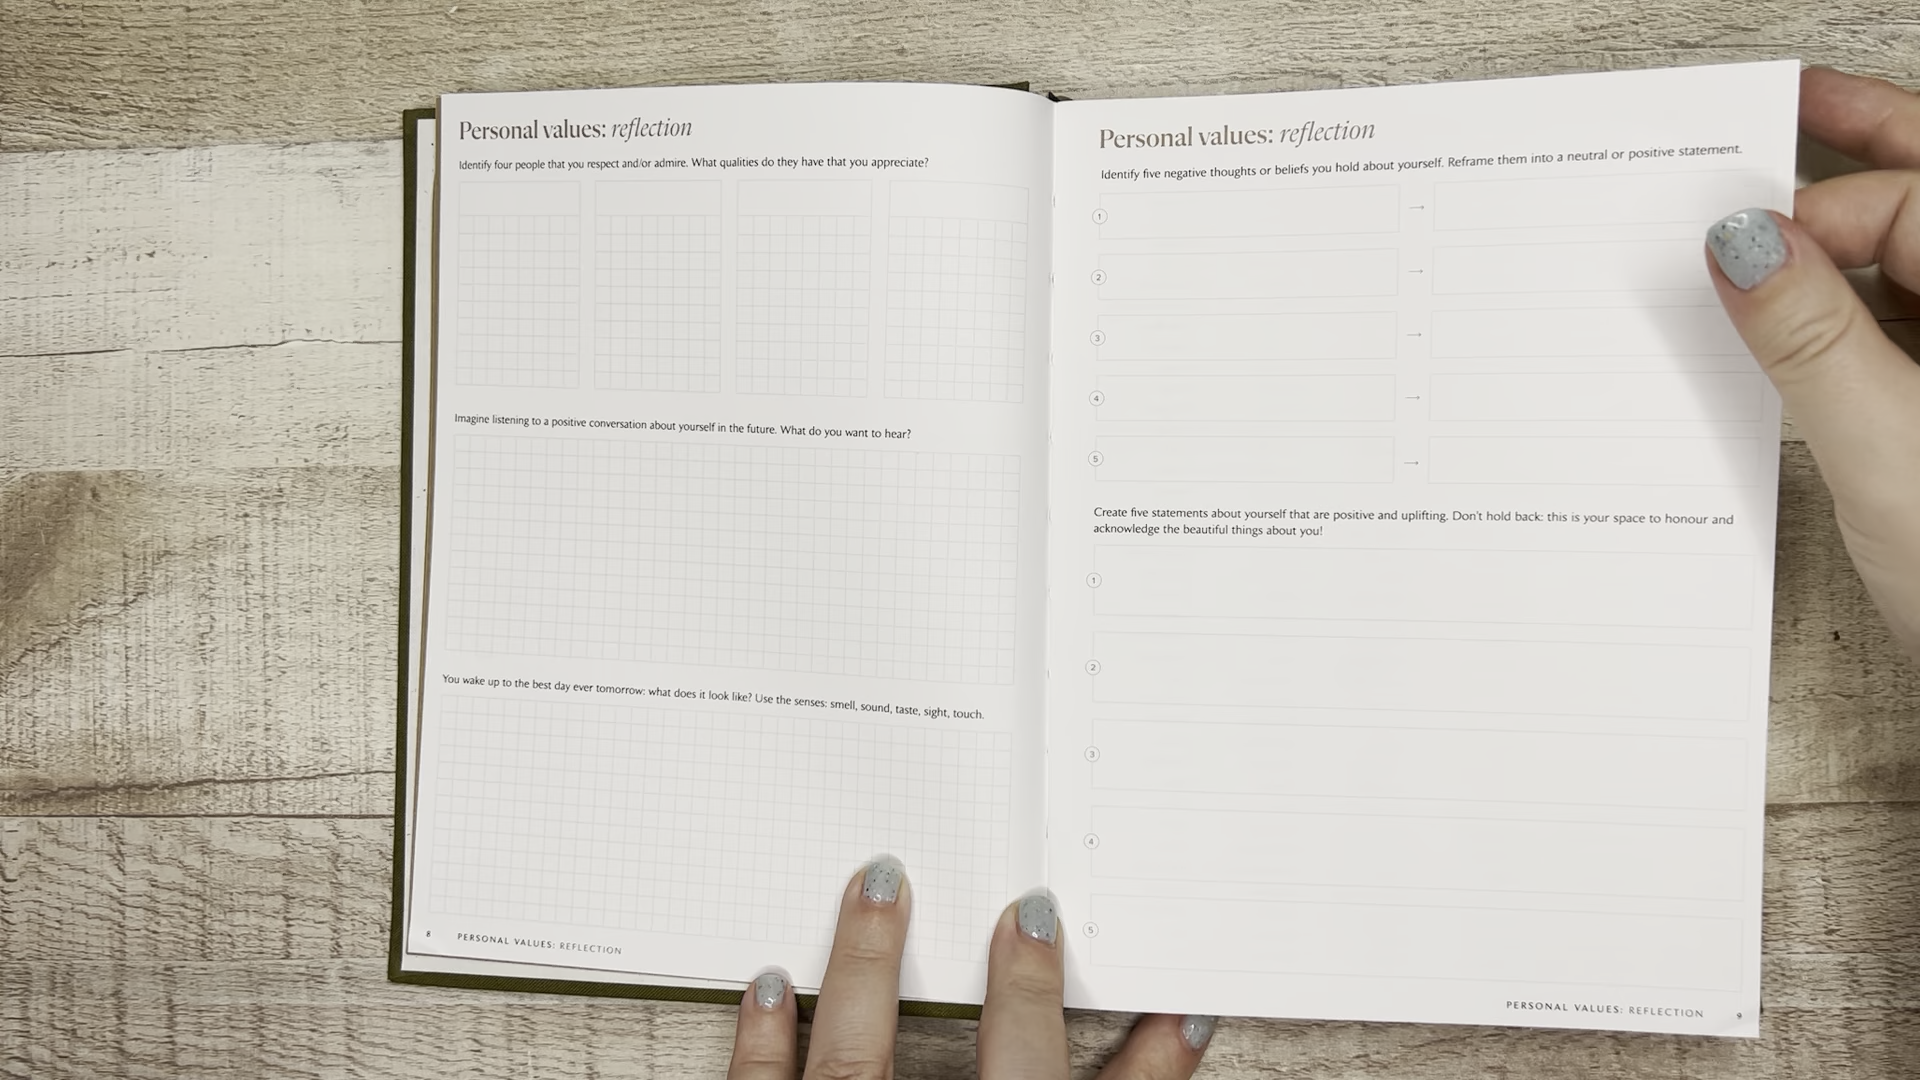 Personal values: reflection
Identify four people that you respect and/or admire. What qualities do they have that you appreciate?
Imagine listening to a positive conversation about yourself in the future. What do you want to hear?
You wake up to the best day ever tomorrow: what does it look like? Use the senses: smell, sound, taste, sight, touch.
8 PERSONAL VALUES: REFLECTION
Personal values: reflection
Identify five negative thoughts or beliefs you hold about yourself. Reframe them into a neutral or positive statement.
1 →
2 →
3 →
4 →
5 →
Create five statements about yourself that are positive and uplifting. Don't hold back: this is your space to honour and
acknowledge the beautiful things about you!
1
2
3
4
5
PERSONAL VALUES: REFLECTION 9